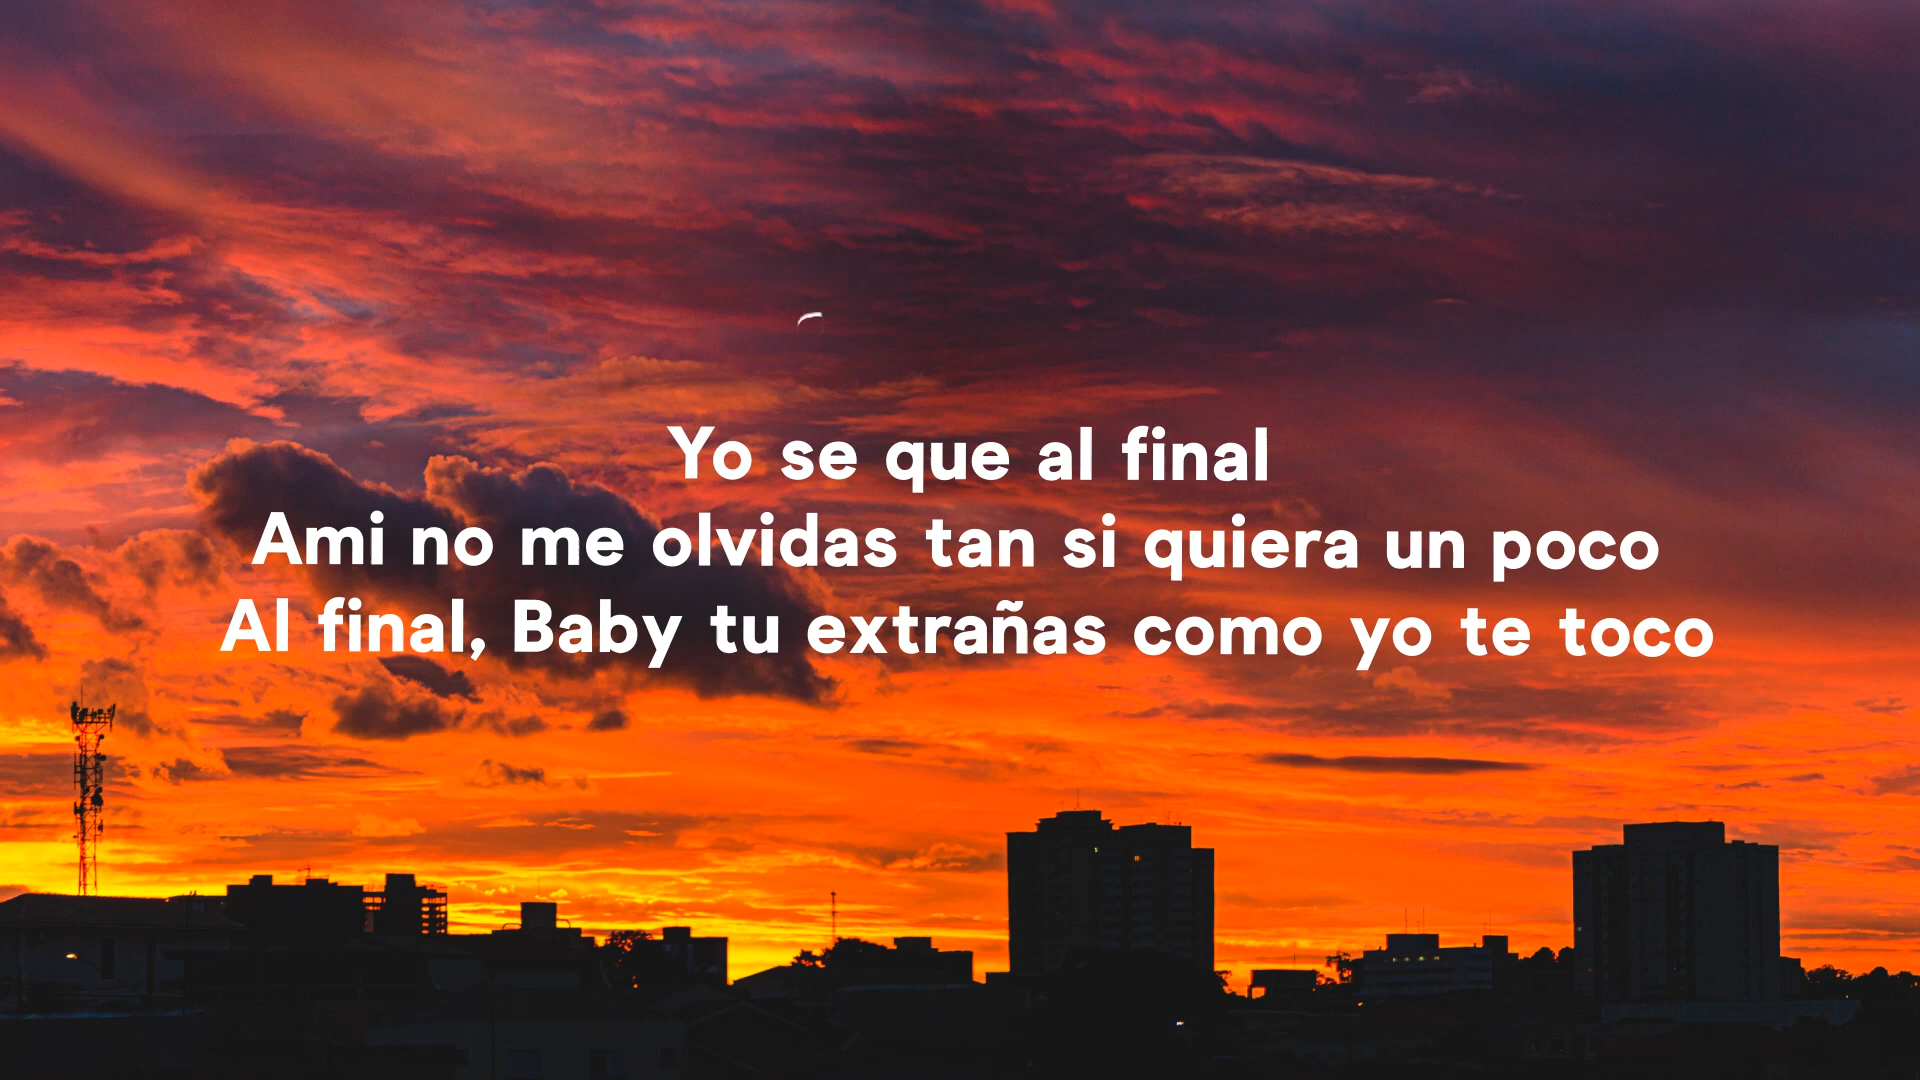 Yo se que al final
Ami no me olvidas tan si quiera un poco
Al final, Baby tu extrañas como yo te toco